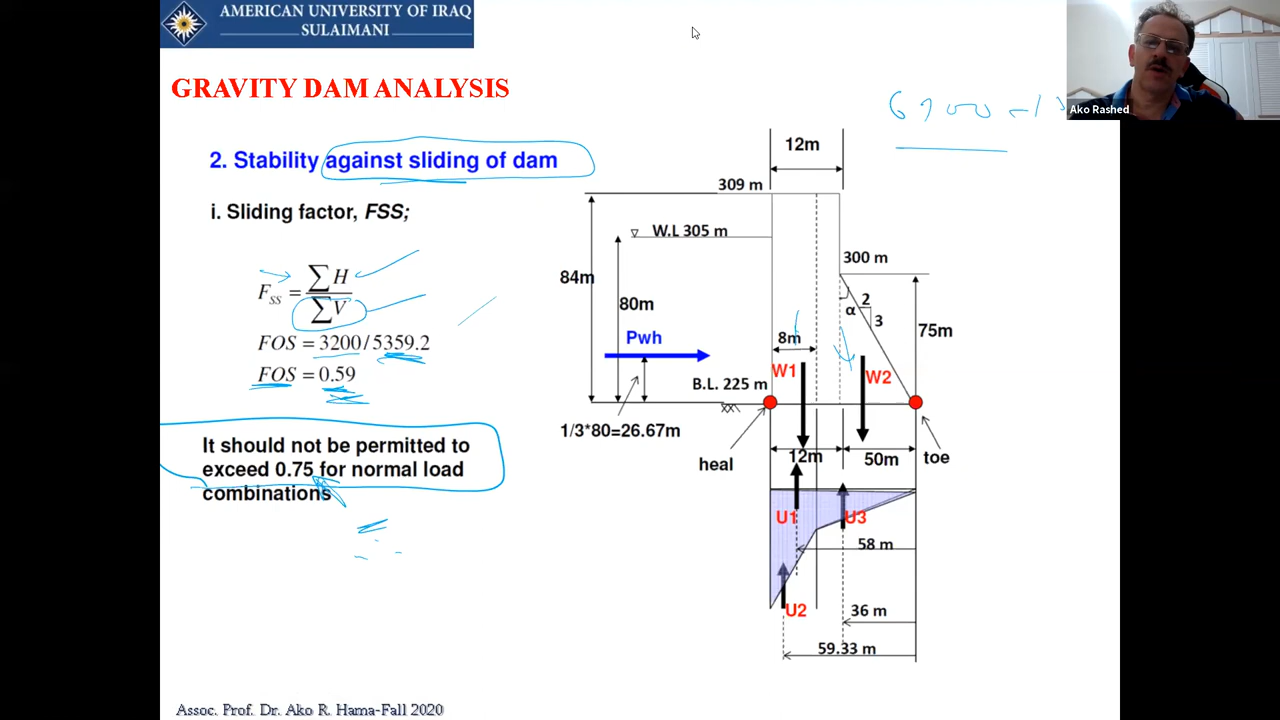 AMERICAN UNIVERSITY OF IRAQ
SULAIMANI
GRAVITY DAM ANALYSIS
Ako Rashed
2. Stability against sliding of dam
i. Sliding factor, FSS;
F_SS = ∑H / ∑V
FOS = 3200/5359.2
FOS = 0.59
It should not be permitted to
exceed 0.75 for normal load
combinations
12m
309 m
W.L 305 m
300 m
84m
80m
α
2
3
75m
Pwh
8m
W1
W2
B.L. 225 m
1/3*80=26.67m
heal
12m
50m
toe
U1
U3
58 m
U2
36 m
59.33 m
Assoc. Prof. Dr. Ako R. Hama-Fall 2020